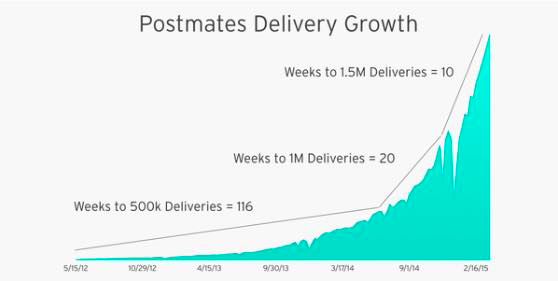 Postmates Delivery Growth
Weeks to 1.5M Deliveries = 10
Weeks to 1M Deliveries = 20
Weeks to 500k Deliveries = 116
5/15/12 10/29/12 4/15/13 9/30/13 3/17/14 9/1/14 2/16/15